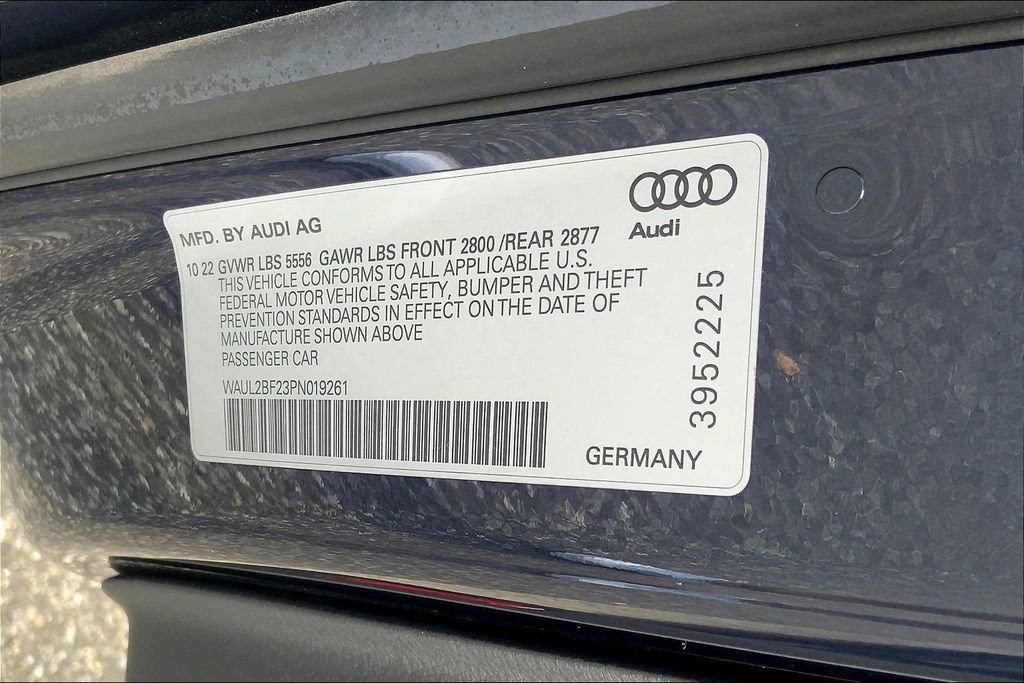 Audi
MFD. BY AUDI AG
10 22 GVWR LBS 5556 GAWR LBS FRONT 2800 /REAR 2877
THIS VEHICLE CONFORMS TO ALL APPLICABLE U.S.
FEDERAL MOTOR VEHICLE SAFETY, BUMPER AND THEFT
PREVENTION STANDARDS IN EFFECT ON THE DATE OF
MANUFACTURE SHOWN ABOVE
PASSENGER CAR
WAUL2BF23PN019261
3952225
GERMANY